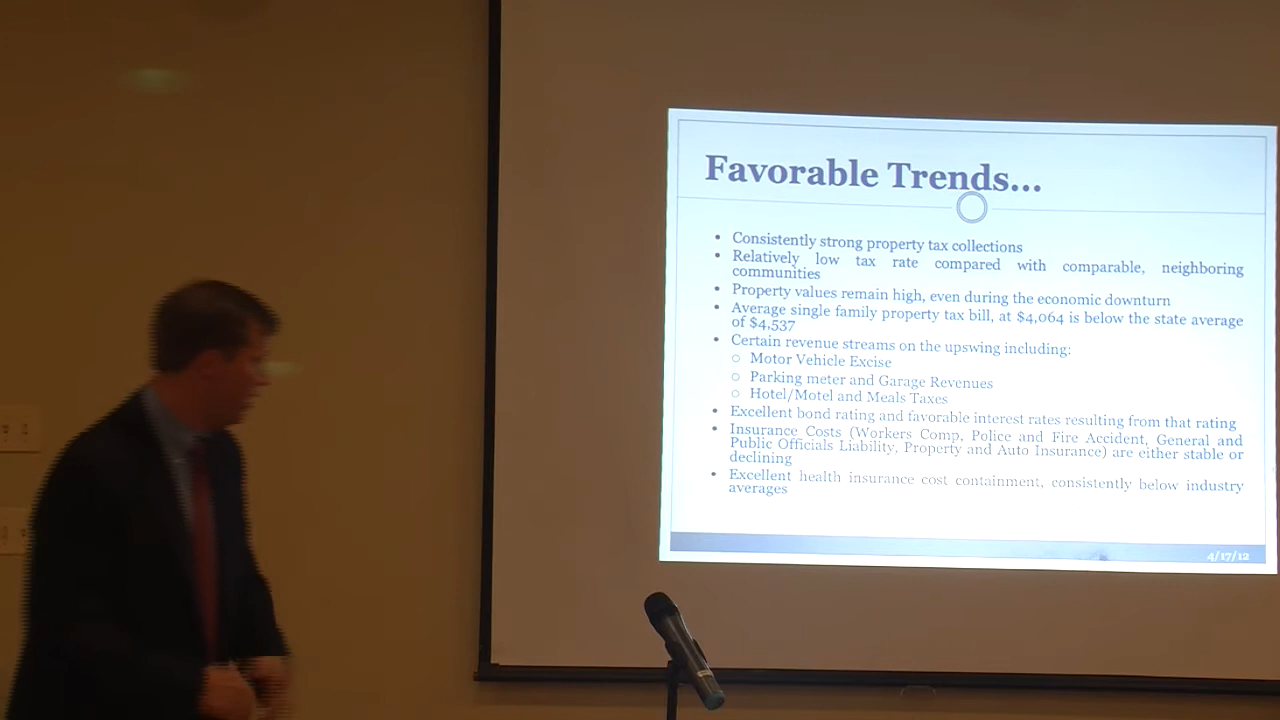 Favorable Trends...
• Consistently strong property tax collections
• Relatively low tax rate compared with comparable, neighboring
communities
• Property values remain high, even during the economic downturn
• Average single family property tax bill, at $4,064 is below the state average
of $4,537
• Certain revenue streams on the upswing including:
○ Motor Vehicle Excise
○ Parking meter and Garage Revenues
○ Hotel/Motel and Meals Taxes
• Excellent bond rating and favorable interest rates resulting from that rating
• Insurance Costs (Workers Comp, Police and Fire Accident, General and
Public Officials Liability, Property and Auto Insurance) are either stable or
declining
• Excellent health insurance cost containment, consistently below industry
averages
4/17/12